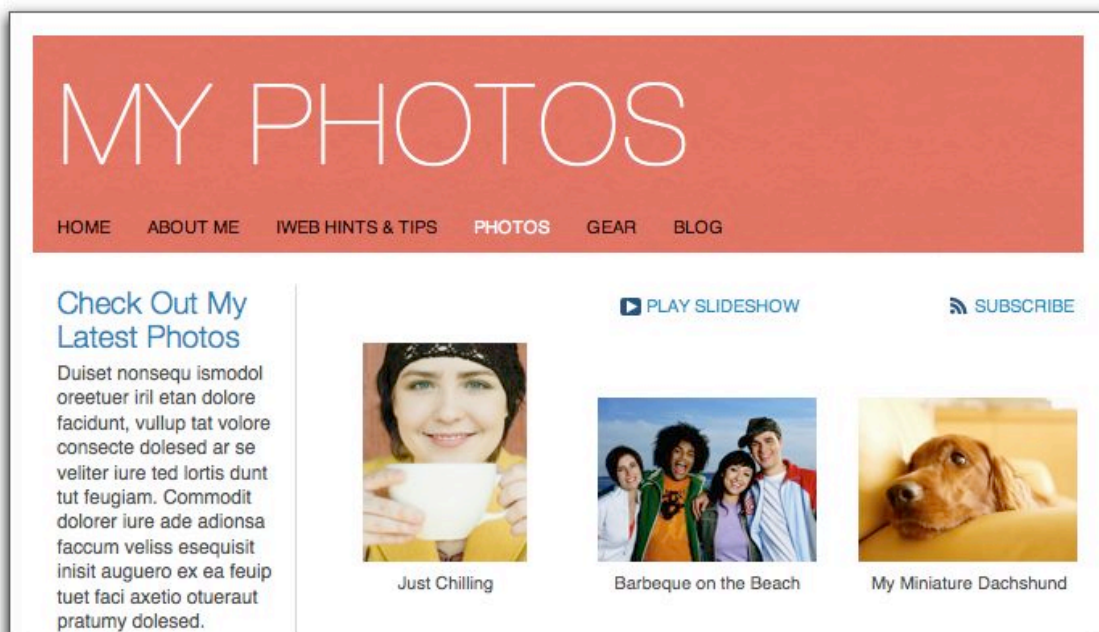 MY PHOTOS
HOME ABOUT ME IWEB HINTS & TIPS PHOTOS GEAR BLOG
Check Out My
Latest Photos
Duiset nonsequ ismodol
oreetuer iril etan dolore
facidunt, vullup tat volore
consecte dolesed ar se
veliter iure ted lortis dunt
tut feugiam. Commodit
dolorer iure ade adionsa
faccum veliss esequisit
inisit auguero ex ea feuip
tuet faci axetio otueraut
pratumy dolesed.
PLAY SLIDESHOW
SUBSCRIBE
Just Chilling
Barbeque on the Beach
My Miniature Dachshund